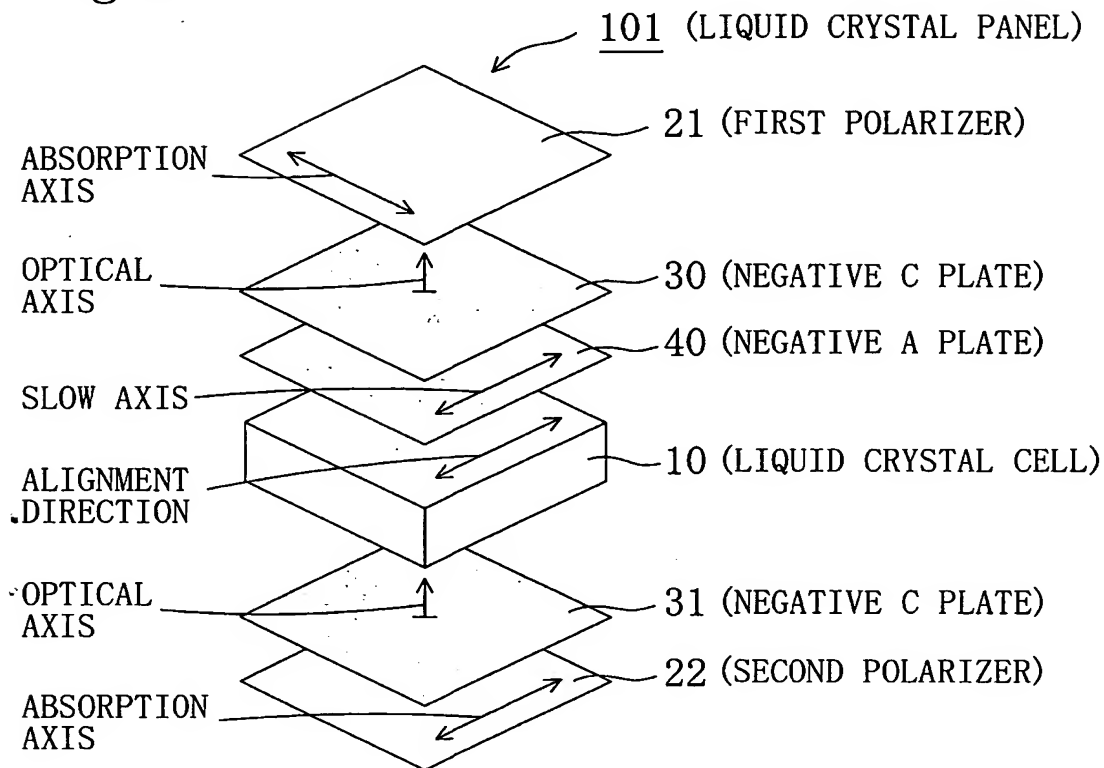 101 (LIQUID CRYSTAL PANEL)
21 (FIRST POLARIZER)
ABSORPTION
AXIS
OPTICAL
AXIS
30 (NEGATIVE C PLATE)
40 (NEGATIVE A PLATE)
SLOW AXIS
10 (LIQUID CRYSTAL CELL)
ALIGNMENT
DIRECTION
OPTICAL
AXIS
31 (NEGATIVE C PLATE)
22 (SECOND POLARIZER)
ABSORPTION
AXIS